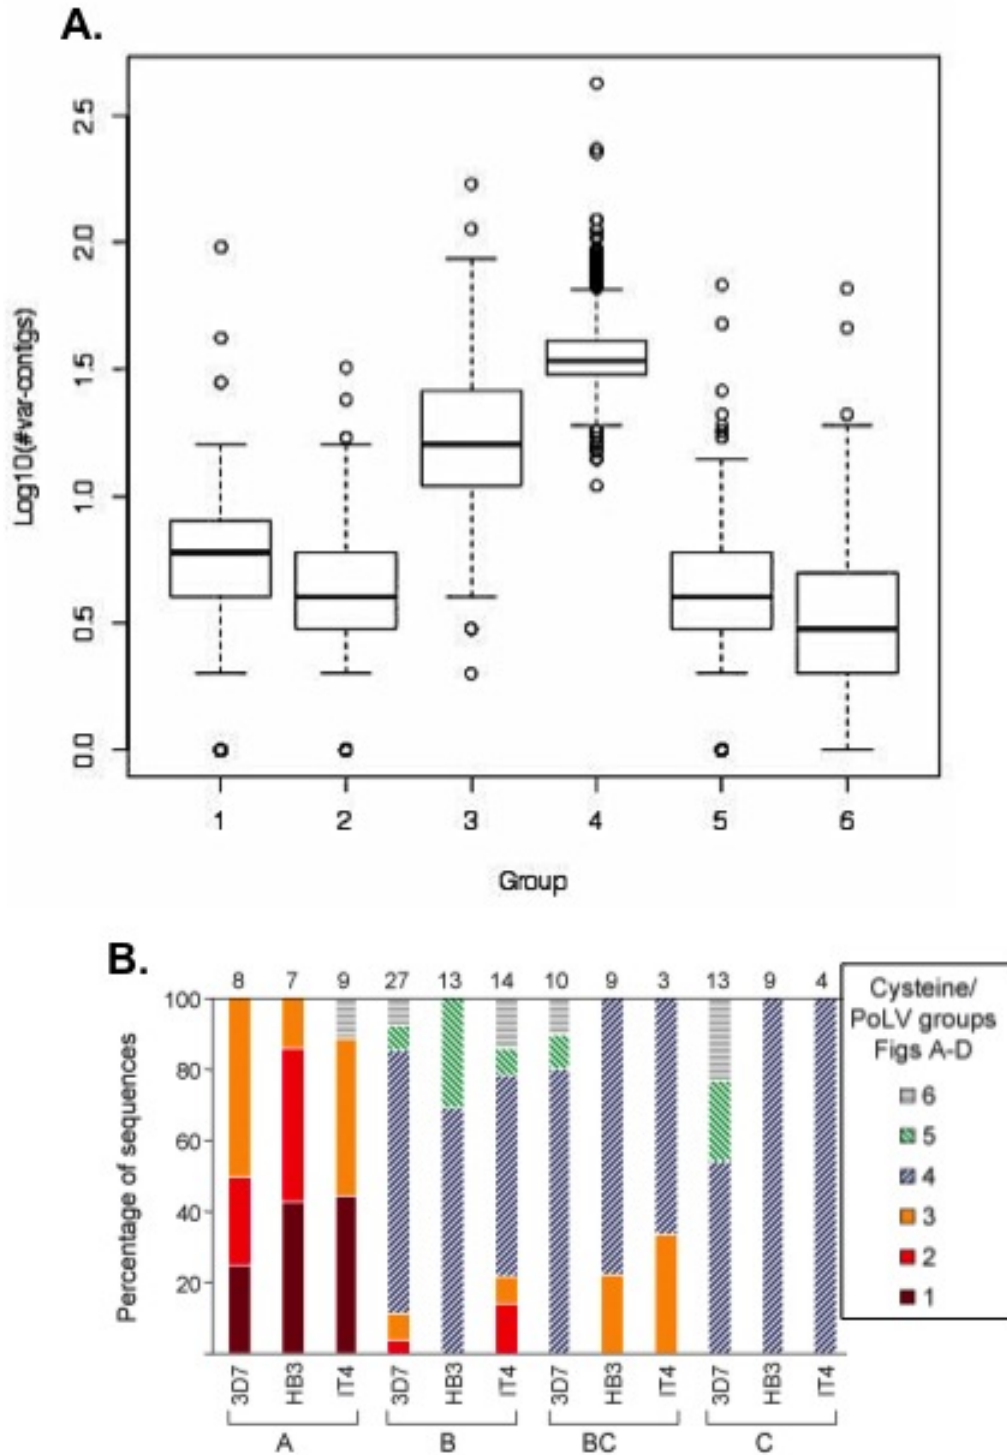 A.
Log10(#var-contigs)
2.5
2.0
1.5
1.0
0.5
0.0
1 2 3 4 5 6
Group
B.
8 7 9 27 13 14 10 9 3 13 9 4
Percentage of sequences
100
80
60
40
20
3D7 HB3 IT4 3D7 HB3 IT4 3D7 HB3 IT4 3D7 HB3 IT4
A B BC C
Cysteine/
PoLV groups
Figs A-D
6
5
4
3
2
1